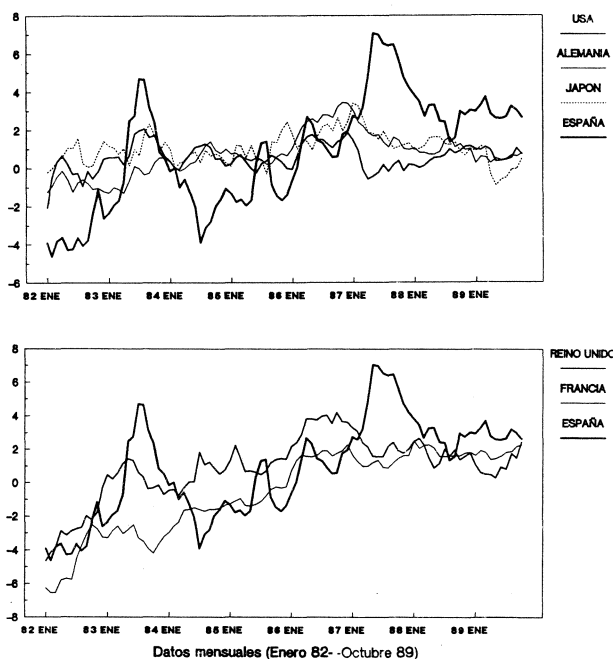 USA
ALEMANIA
JAPON
ESPAÑA
8
6
4
2
0
-2
-4
-6
82 ENE 83 ENE 84 ENE 85 ENE 86 ENE 87 ENE 88 ENE 89 ENE
REINO UNIDO
FRANCIA
ESPAÑA
8
6
4
2
0
-2
-4
-6
-8
82 ENE 83 ENE 84 ENE 85 ENE 86 ENE 87 ENE 88 ENE 89 ENE
Datos mensuales (Enero 82- -Octubre 89)